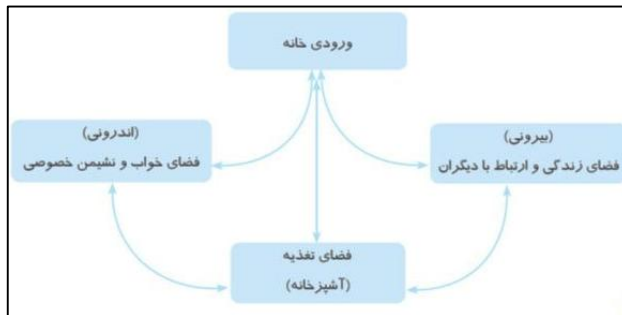 ورودی خانه
(اندرونی)
فضای خواب و نشیمن خصوصی
(بیرونی)
فضای زندگی و ارتباط با دیگران
فضای تغذیه
(آشپزخانه)